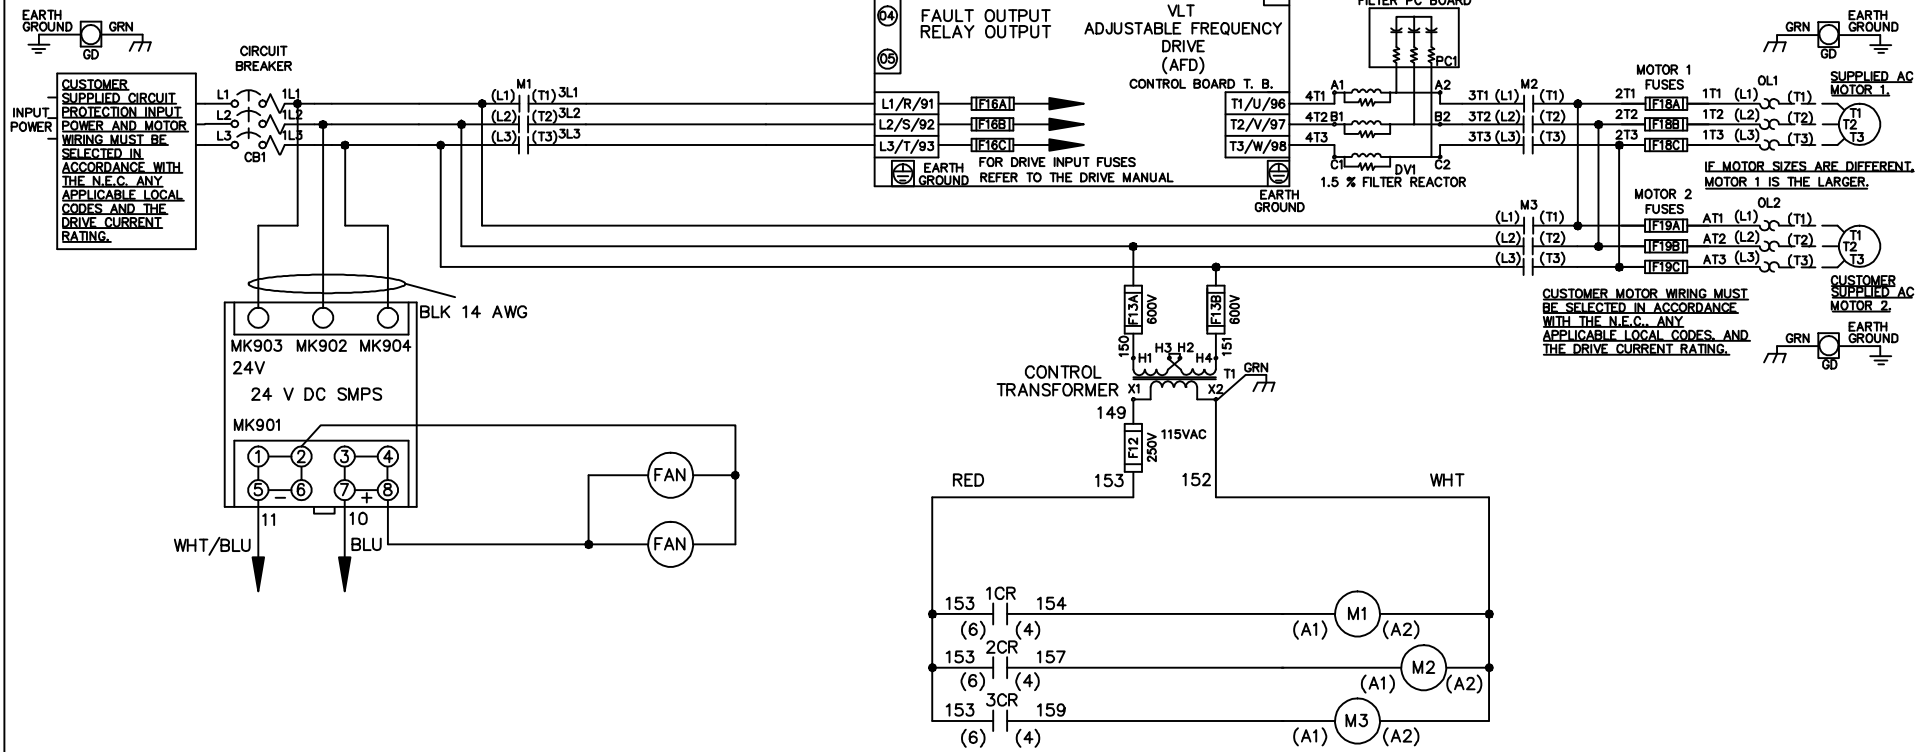 EARTH
GROUND
GRN
GD
CIRCUIT
BREAKER
CUSTOMER
SUPPLIED CIRCUIT
PROTECTION INPUT
POWER AND MOTOR
WIRING MUST BE
SELECTED IN
ACCORDANCE WITH
THE N.E.C. ANY
APPLICABLE LOCAL
CODES AND THE
DRIVE CURRENT
RATING.
INPUT
POWER
L1 1L1
L2 1L2
L3 1L3
CB1
M1
(L1) (T1) 3L1
(L2) (T2) 3L2
(L3) (T3) 3L3
04
05
FAULT OUTPUT
RELAY OUTPUT
VLT
ADJUSTABLE FREQUENCY
DRIVE
(AFD)
CONTROL BOARD T. B.
L1/R/91 F16A
L2/S/92 F16B
L3/T/93 F16C
FOR DRIVE INPUT FUSES
REFER TO THE DRIVE MANUAL
EARTH
GROUND
T1/U/96
T2/V/97
T3/W/98
EARTH
GROUND
FILTER PC BOARD
PC1
4T1 A1 A2
4T2 B1 B2
4T3 C1 C2
DV1
1.5 % FILTER REACTOR
M2
3T1 (L1) (T1)
3T2 (L2) (T2)
3T3 (L3) (T3)
MOTOR 1
FUSES
2T1 F18A 1T1 (L1) (T1)
2T2 F18B 1T2 (L2) (T2)
2T3 F18C 1T3 (L3) (T3)
OL1
GRN
EARTH
GROUND
GD
SUPPLIED AC
MOTOR 1.
T1
T2
T3
IF MOTOR SIZES ARE DIFFERENT,
MOTOR 1 IS THE LARGER.
M3
(L1) (T1)
(L2) (T2)
(L3) (T3)
MOTOR 2
FUSES
F19A AT1 (L1) (T1)
F19B AT2 (L2) (T2)
F19C AT3 (L3) (T3)
OL2
T1
T2
T3
CUSTOMER
SUPPLIED AC
MOTOR 2.
CUSTOMER MOTOR WIRING MUST
BE SELECTED IN ACCORDANCE
WITH THE N.E.C., ANY
APPLICABLE LOCAL CODES, AND
THE DRIVE CURRENT RATING.
GRN
EARTH
GROUND
GD
BLK 14 AWG
MK903 MK902 MK904
24V
24 V DC SMPS
MK901
1 2 3 4
5 - 6 7 + 8
11 10
WHT/BLU BLU
FAN
FAN
F13A
600V
F13B
600V
150
151
H1 H3 H2 H4
CONTROL
TRANSFORMER
T1
GRN
X1 X2
149
F12
250V
115VAC
RED 153 152 WHT
1CR
153 154 M1
(6) (4) (A1) (A2)
2CR
153 157 M2
(6) (4) (A1) (A2)
3CR
153 159 M3
(6) (4) (A1) (A2)